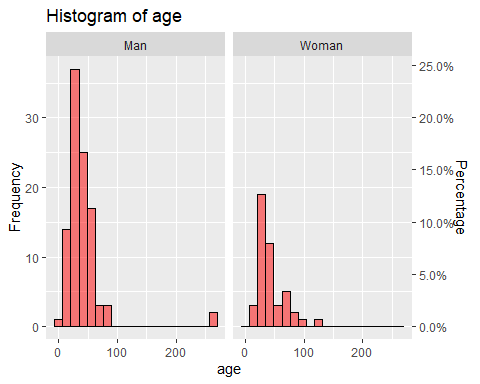 Histogram of age
Man
Woman
Frequency
30
20
10
0
25.0%
20.0%
15.0%
10.0%
5.0%
0.0%
Percentage
0
100
200
0
100
200
age